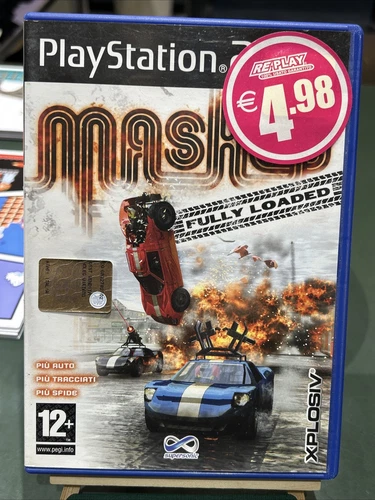 PlayStation®2
RE-PLAY
€4.98
mashed
FULLY LOADED
PIÙ AUTO
PIÙ TRACCIATI
PIÙ SFIDE
12+
www.pegi.info
supersonic
XPLOSIV